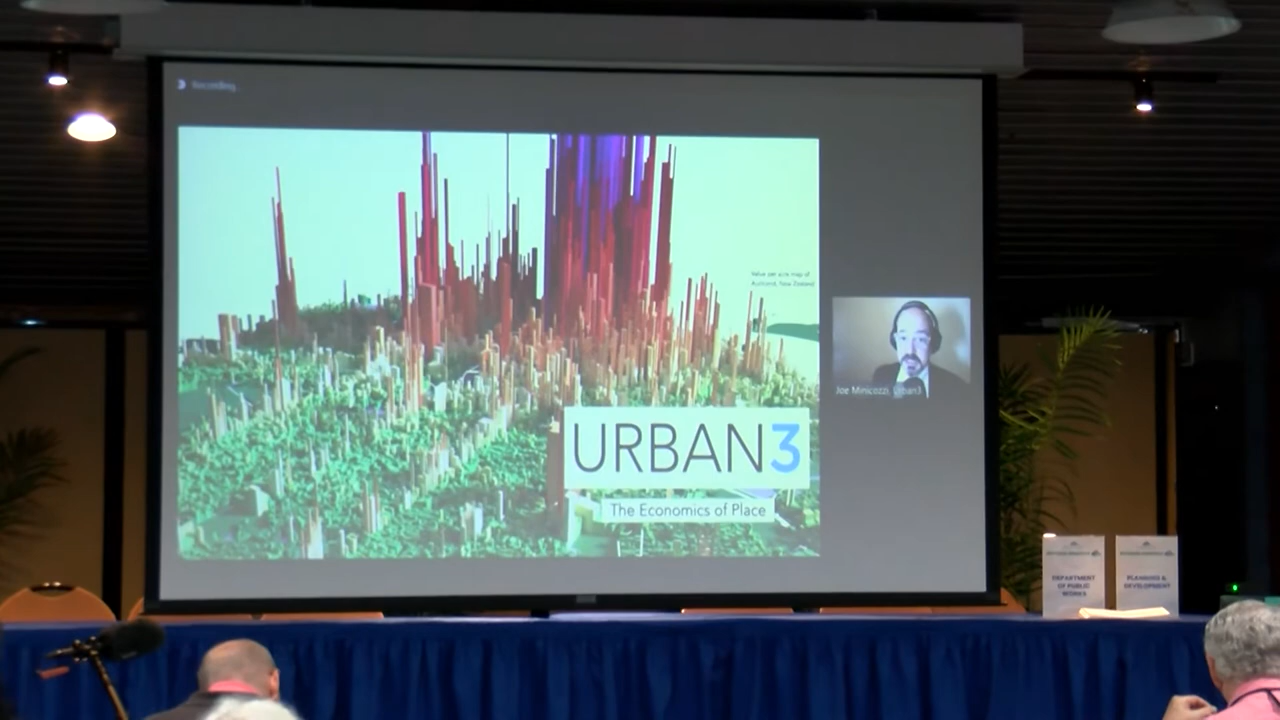 Recording...
Value per acre map of
Auckland, New Zealand
URBAN3
The Economics of Place
Joe Minicozzi, Urban3
DEPARTMENT
OF PUBLIC
WORKS
PLANNING &
DEVELOPMENT